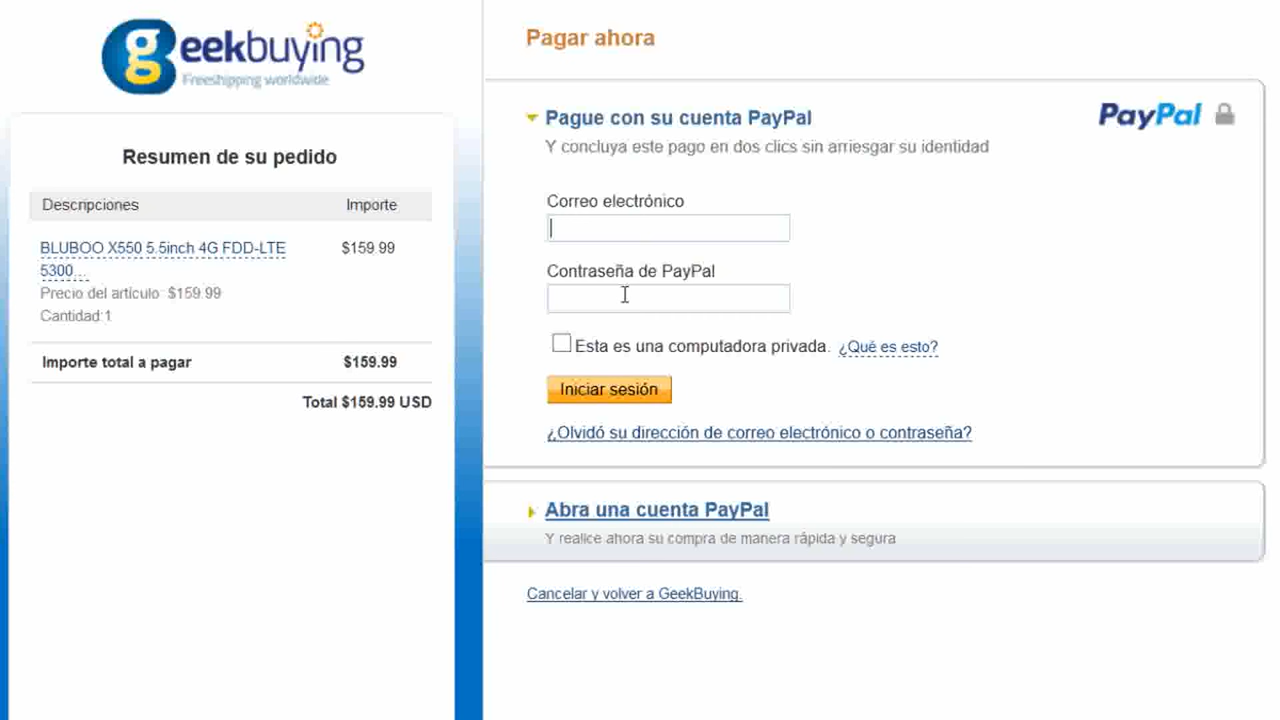 geekbuying
Freeshipping worldwide
Resumen de su pedido
Descripciones Importe
BLUBOO X550 5.5inch 4G FDD-LTE $159.99
5300...
Precio del artículo: $159.99
Cantidad:1
Importe total a pagar $159.99
Total $159.99 USD
Pagar ahora
Pague con su cuenta PayPal
PayPal
Y concluya este pago en dos clics sin arriesgar su identidad
Correo electrónico
Contraseña de PayPal
Esta es una computadora privada. ¿Qué es esto?
Iniciar sesión
¿Olvidó su dirección de correo electrónico o contraseña?
Abra una cuenta PayPal
Y realice ahora su compra de manera rápida y segura
Cancelar y volver a GeekBuying.